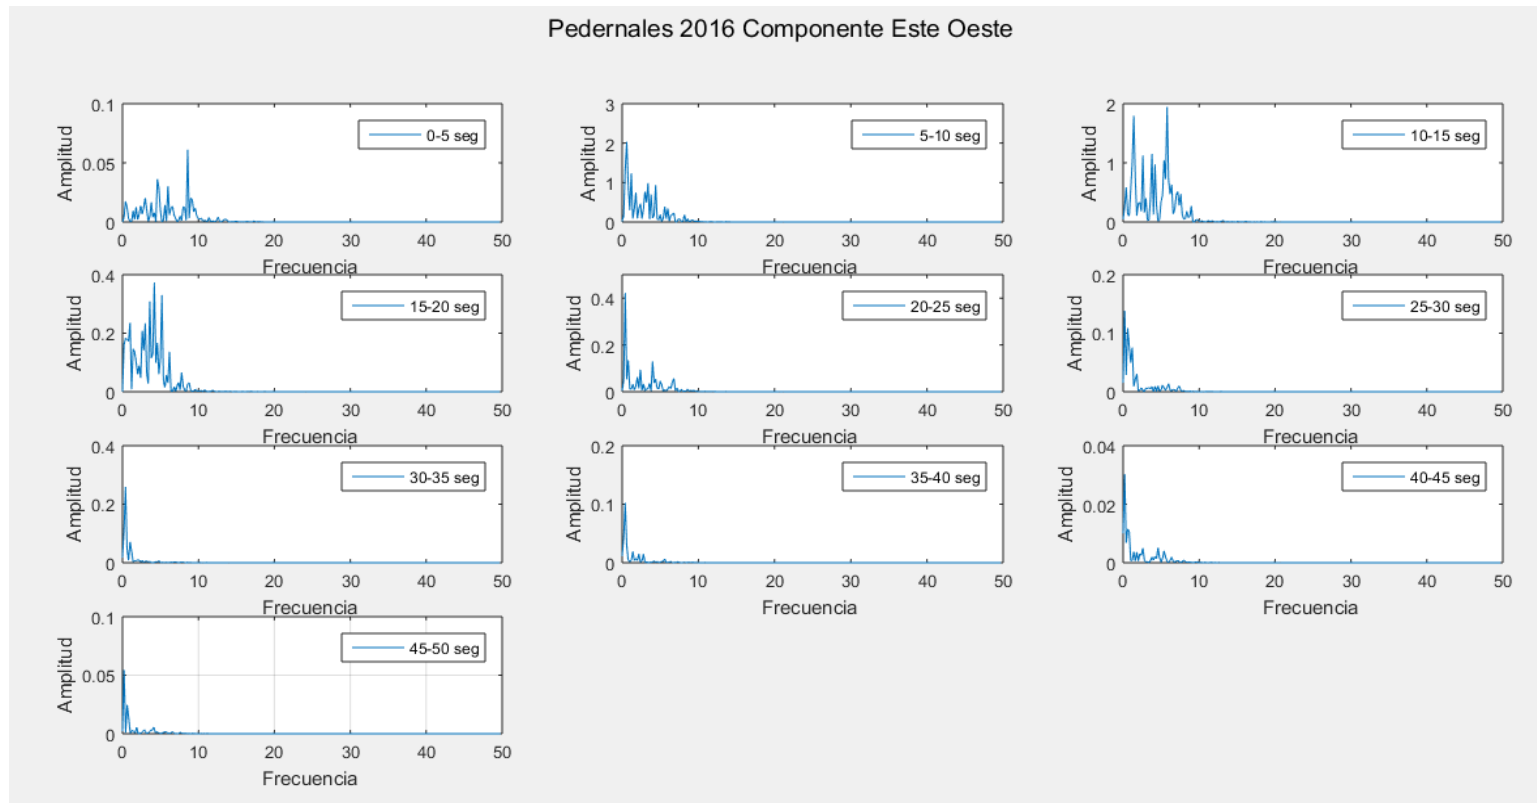 Pedernales 2016 Componente Este Oeste
0.1
0.05
0
Amplitud
0-5 seg
0 10 20 30 40 50
Frecuencia
3
2
1
0
Amplitud
5-10 seg
0 10 20 30 40 50
Frecuencia
2
1
0
Amplitud
10-15 seg
0 10 20 30 40 50
Frecuencia
0.4
0.2
0
Amplitud
15-20 seg
0 10 20 30 40 50
Frecuencia
0.4
0.2
0
Amplitud
20-25 seg
0 10 20 30 40 50
Frecuencia
0.2
0.1
0
Amplitud
25-30 seg
0 10 20 30 40 50
Frecuencia
0.4
0.2
0
Amplitud
30-35 seg
0 10 20 30 40 50
Frecuencia
0.2
0.1
0
Amplitud
35-40 seg
0 10 20 30 40 50
Frecuencia
0.04
0.02
0
Amplitud
40-45 seg
0 10 20 30 40 50
Frecuencia
0.1
0.05
0
Amplitud
45-50 seg
0 10 20 30 40 50
Frecuencia